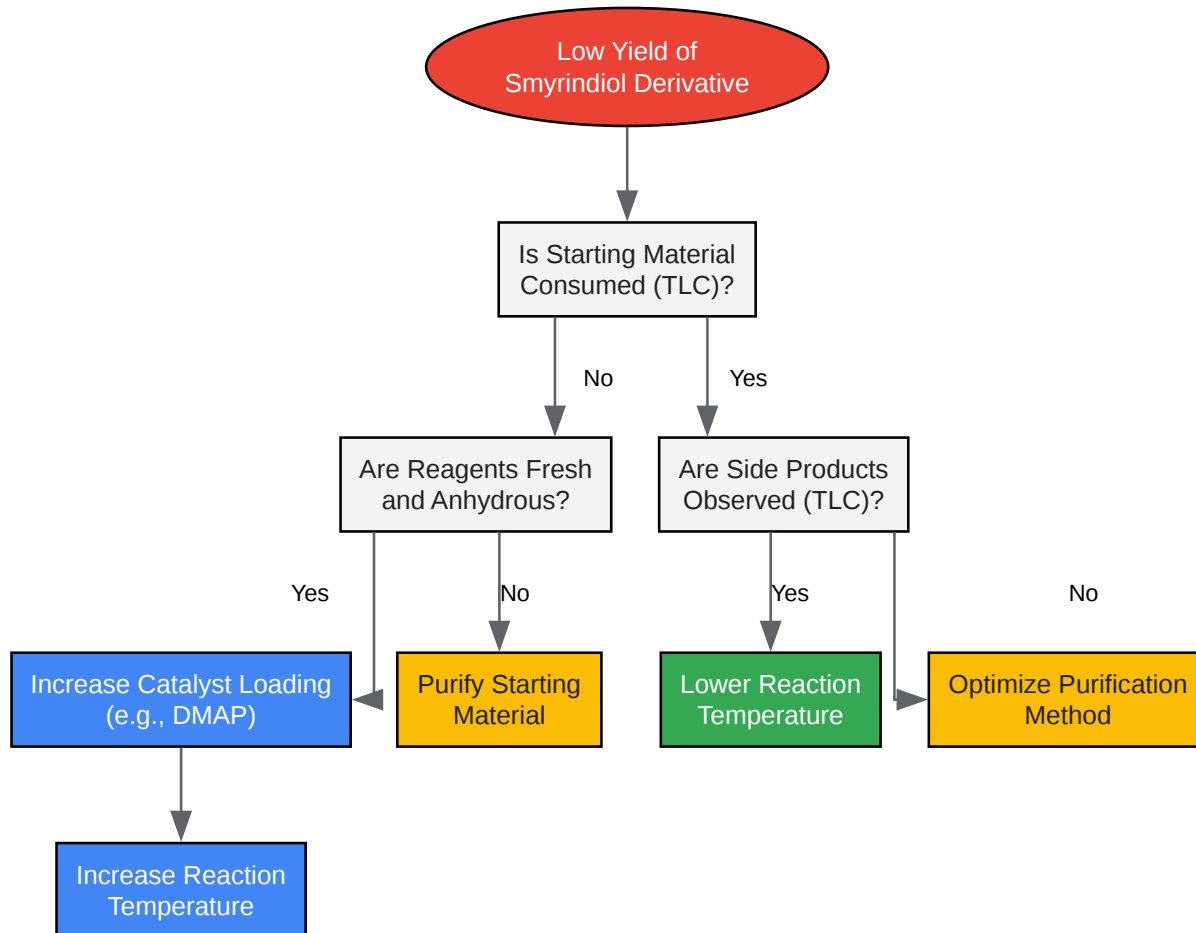 Low Yield of
Smyrindiol Derivative
Is Starting Material
Consumed (TLC)?
No
Yes
Are Reagents Fresh
and Anhydrous?
Are Side Products
Observed (TLC)?
Yes
No
Yes
No
Increase Catalyst Loading
(e.g., DMAP)
Purify Starting
Material
Lower Reaction
Temperature
Optimize Purification
Method
Increase Reaction
Temperature